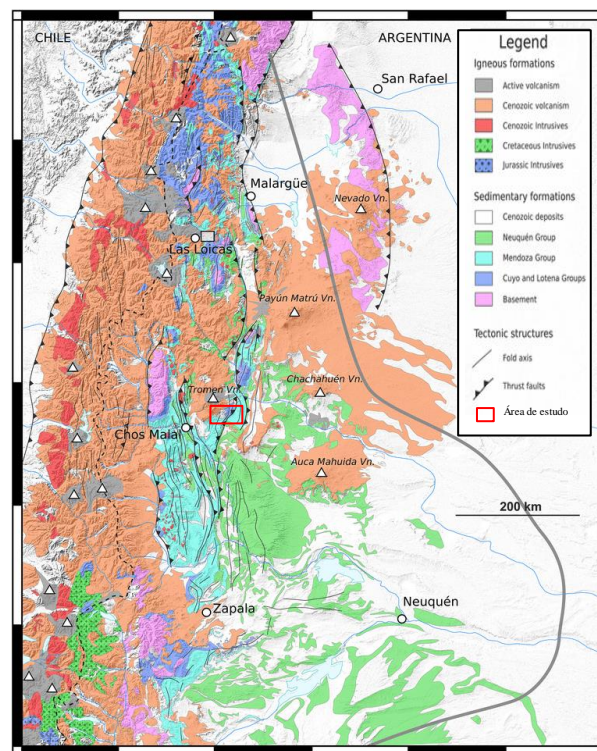 CHILE
ARGENTINA
San Rafael
Malargüe
Nevado Vn.
Las Loicas
Payún Matrú Vn.
Tromen Vn.
Chachahuén Vn.
Chos Malal
Auca Mahuida Vn.
200 km
Zapala
Neuquén
Legend
Igneous formations
Active volcanism
Cenozoic volcanism
Cenozoic Intrusives
Cretaceous Intrusives
Jurassic Intrusives
Sedimentary formations
Cenozoic deposits
Neuquén Group
Mendoza Group
Cuyo and Lotena Groups
Basement
Tectonic structures
Fold axis
Thrust faults
Área de estudo